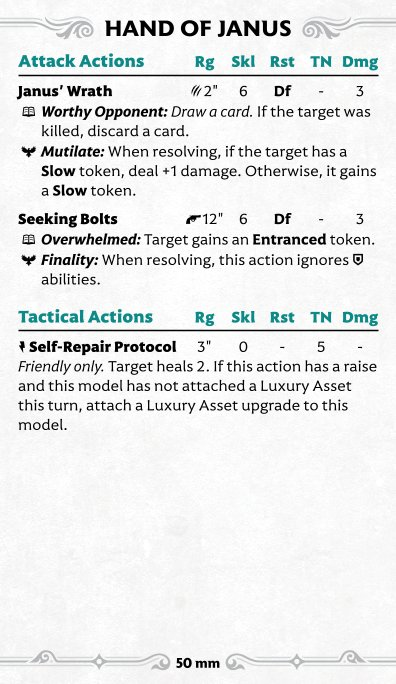 HAND OF JANUS
Attack Actions Rg Skl Rst TN Dmg
Janus' Wrath 2" 6 Df - 3
Worthy Opponent: Draw a card. If the target was
killed, discard a card.
Mutilate: When resolving, if the target has a
Slow token, deal +1 damage. Otherwise, it gains
a Slow token.
Seeking Bolts 12" 6 Df - 3
Overwhelmed: Target gains an Entranced token.
Finality: When resolving, this action ignores
abilities.
Tactical Actions Rg Skl Rst TN Dmg
Self-Repair Protocol 3" 0 - 5 -
Friendly only. Target heals 2. If this action has a raise
and this model has not attached a Luxury Asset
this turn, attach a Luxury Asset upgrade to this
model.
50 mm